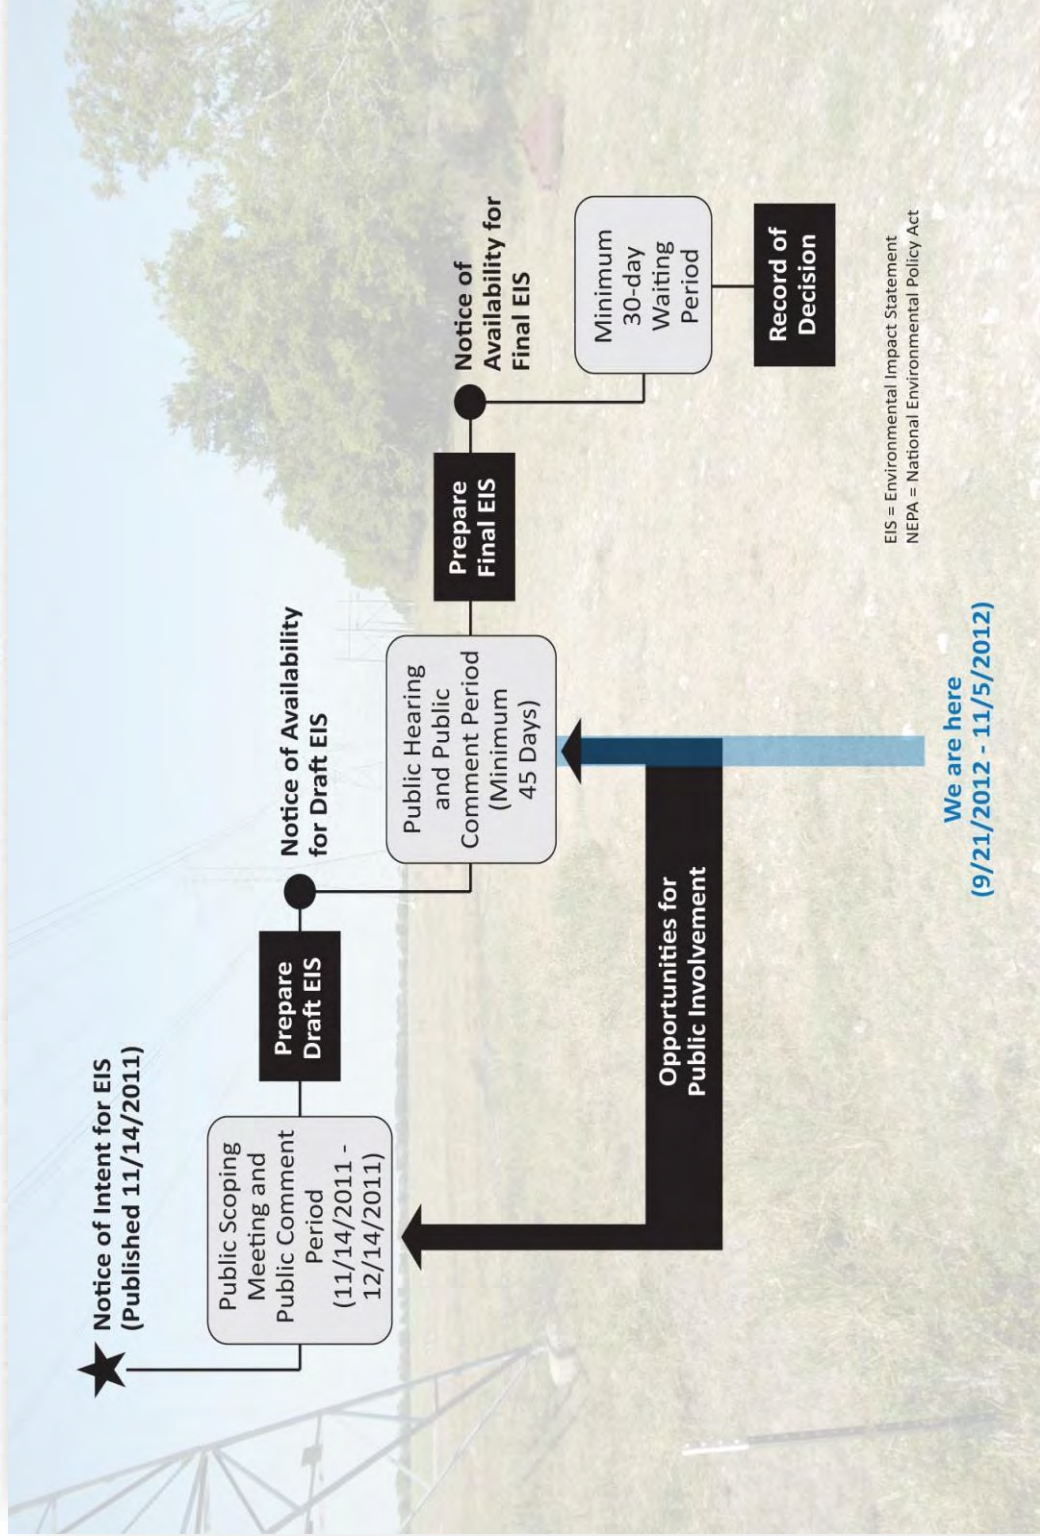 Notice of Intent for EIS
(Published 11/14/2011)
Public Scoping
Meeting and
Public Comment
Period
(11/14/2011 -
12/14/2011)
Prepare
Draft EIS
Notice of Availability
for Draft EIS
Public Hearing
and Public
Comment Period
(Minimum
45 Days)
Prepare
Final EIS
Notice of
Availability for
Final EIS
Minimum
30-day
Waiting
Period
Record of
Decision
Opportunities for
Public Involvement
We are here
(9/21/2012 - 11/5/2012)
EIS = Environmental Impact Statement
NEPA = National Environmental Policy Act